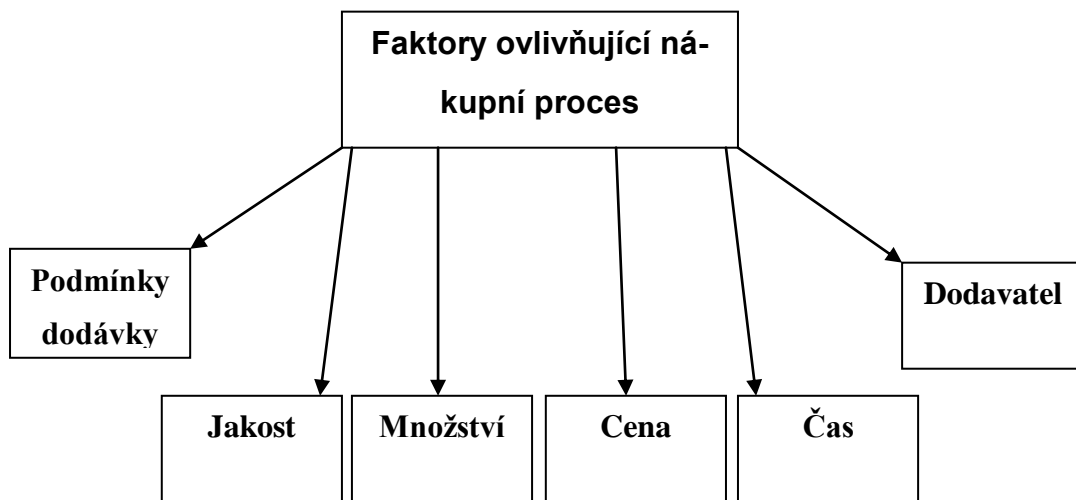 Faktory ovlivňující ná-
kupní proces
Podmínky
dodávky
Dodavatel
Jakost
Množství
Cena
Čas